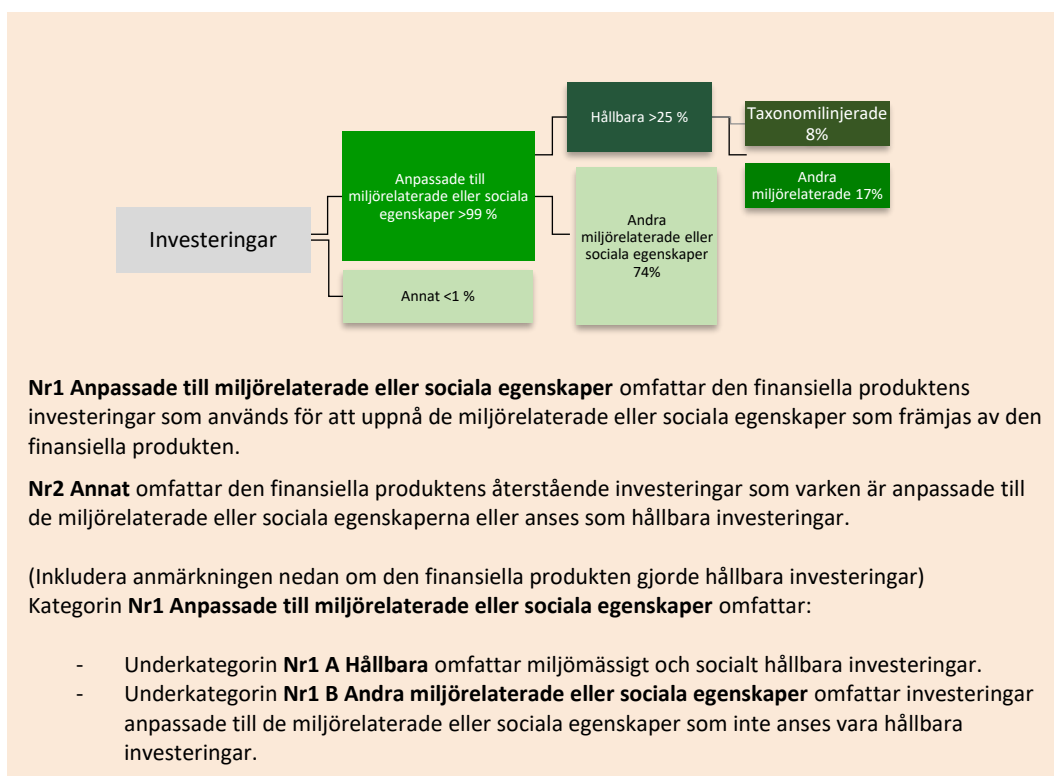 Hållbara >25 %
Taxonomilinjerade
8%
Anpassade till
miljörelaterade eller sociala
egenskaper >99 %
Andra
miljörelaterade 17%
Investeringar
Andra
miljörelaterade eller
sociala egenskaper
74%
Annat <1 %
Nr1 Anpassade till miljörelaterade eller sociala egenskaper omfattar den finansiella produktens
investeringar som används för att uppnå de miljörelaterade eller sociala egenskaper som främjas av den
finansiella produkten.
Nr2 Annat omfattar den finansiella produktens återstående investeringar som varken är anpassade till
de miljörelaterade eller sociala egenskaperna eller anses som hållbara investeringar.
(Inkludera anmärkningen nedan om den finansiella produkten gjorde hållbara investeringar)
Kategorin Nr1 Anpassade till miljörelaterade eller sociala egenskaper omfattar:
- Underkategorin Nr1 A Hållbara omfattar miljömässigt och socialt hållbara investeringar.
- Underkategorin Nr1 B Andra miljörelaterade eller sociala egenskaper omfattar investeringar
anpassade till de miljörelaterade eller sociala egenskaper som inte anses vara hållbara
investeringar.